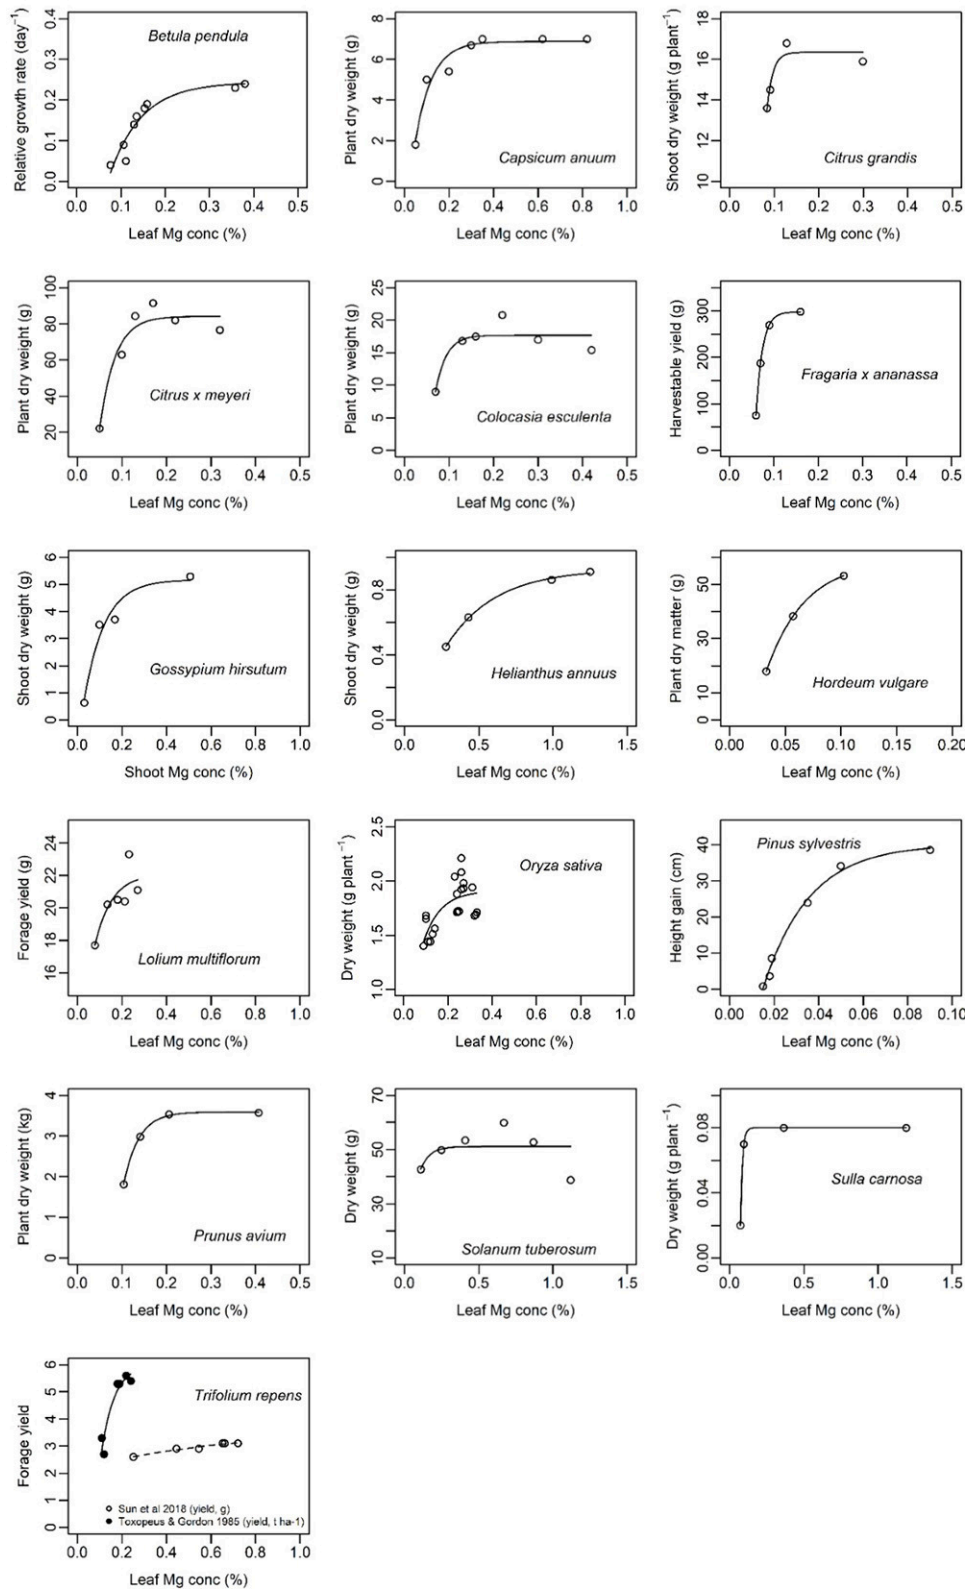 Relative growth rate (day⁻¹)
0.0 0.1 0.2 0.3 0.4
Betula pendula
0.0 0.1 0.2 0.3 0.4 0.5
Leaf Mg conc (%)
Plant dry weight (g)
0 2 4 6 8
Capsicum anuum
0.0 0.2 0.4 0.6 0.8 1.0
Leaf Mg conc (%)
Shoot dry weight (g plant⁻¹)
10 12 14 16 18
Citrus grandis
0.0 0.1 0.2 0.3 0.4 0.5
Leaf Mg conc (%)
Plant dry weight (g)
20 40 60 80 100
Citrus x meyeri
0.0 0.1 0.2 0.3 0.4 0.5
Leaf Mg conc (%)
Plant dry weight (g)
0 5 10 15 20 25
Colocasia esculenta
0.0 0.1 0.2 0.3 0.4 0.5
Leaf Mg conc (%)
Harvestable yield (g)
0 100 200 300
Fragaria x ananassa
0.0 0.1 0.2 0.3 0.4 0.5
Leaf Mg conc (%)
Shoot dry weight (g)
0 1 2 3 4 5 6
Gossypium hirsutum
0.0 0.2 0.4 0.6 0.8 1.0
Shoot Mg conc (%)
Shoot dry weight (g)
0.0 0.4 0.8
Helianthus annuus
0.0 0.5 1.0 1.5
Leaf Mg conc (%)
Plant dry matter (g)
0 10 30 50
Hordeum vulgare
0.00 0.05 0.10 0.15 0.20
Leaf Mg conc (%)
Forage yield (g)
16 18 20 22 24
Lolium multiflorum
0.0 0.2 0.4 0.6 0.8 1.0
Leaf Mg conc (%)
Dry weight (g plant ⁻¹)
1.0 1.5 2.0 2.5
Oryza sativa
0.0 0.2 0.4 0.6 0.8 1.0
Leaf Mg conc (%)
Height gain (cm)
0 10 20 30 40
Pinus sylvestris
0.00 0.02 0.04 0.06 0.08 0.10
Leaf Mg conc (%)
Plant dry weight (kg)
0 1 2 3 4
Prunus avium
0.0 0.1 0.2 0.3 0.4 0.5
Leaf Mg conc (%)
Dry weight (g)
10 30 50 70
Solanum tuberosum
0.0 0.5 1.0 1.5
Leaf Mg conc (%)
Dry weight (g plant ⁻¹)
0.00 0.04 0.08
Sulla carnosa
0.0 0.5 1.0 1.5
Leaf Mg conc (%)
Forage yield
0 1 2 3 4 5 6
Trifolium repens
Sun et al 2018 (yield, g)
Toxopeus & Gordon 1985 (yield, t ha-1)
0.0 0.2 0.4 0.6 0.8 1.0
Leaf Mg conc (%)